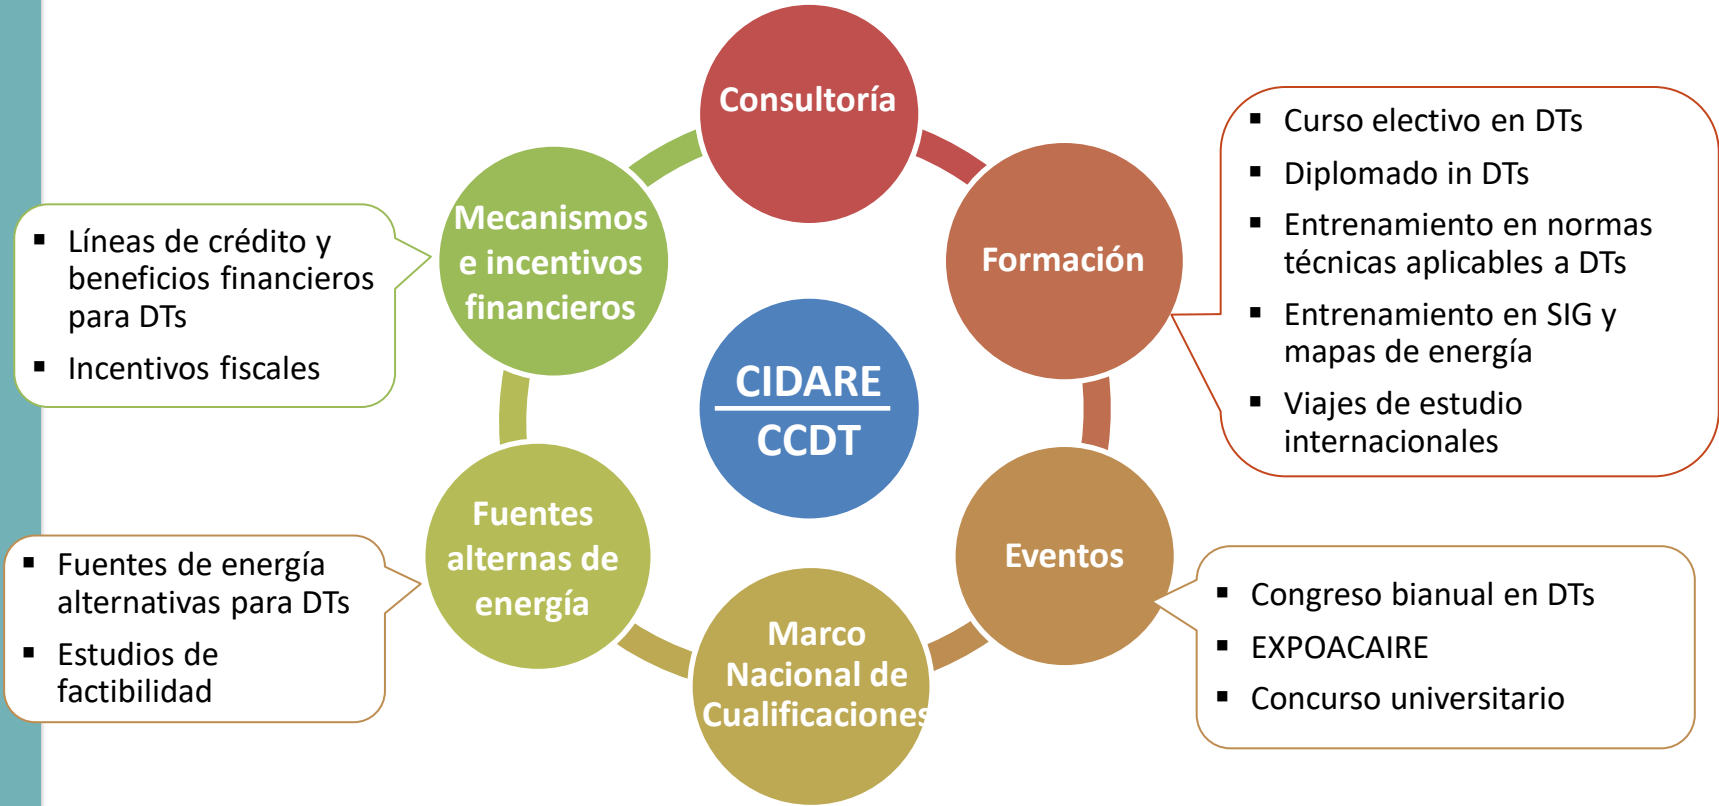 Consultoría
Formación
▪ Curso electivo en DTs
▪ Diplomado in DTs
▪ Entrenamiento en normas
técnicas aplicables a DTs
▪ Entrenamiento en SIG y
mapas de energía
▪ Viajes de estudio
internacionales
Eventos
▪ Congreso bianual en DTs
▪ EXPOACAIRE
▪ Concurso universitario
Marco
Nacional de
Cualificaciones
Fuentes
alternas de
energía
▪ Fuentes de energía
alternativas para DTs
▪ Estudios de
factibilidad
Mecanismos
e incentivos
financieros
▪ Líneas de crédito y
beneficios financieros
para DTs
▪ Incentivos fiscales
CIDARE
CCDT